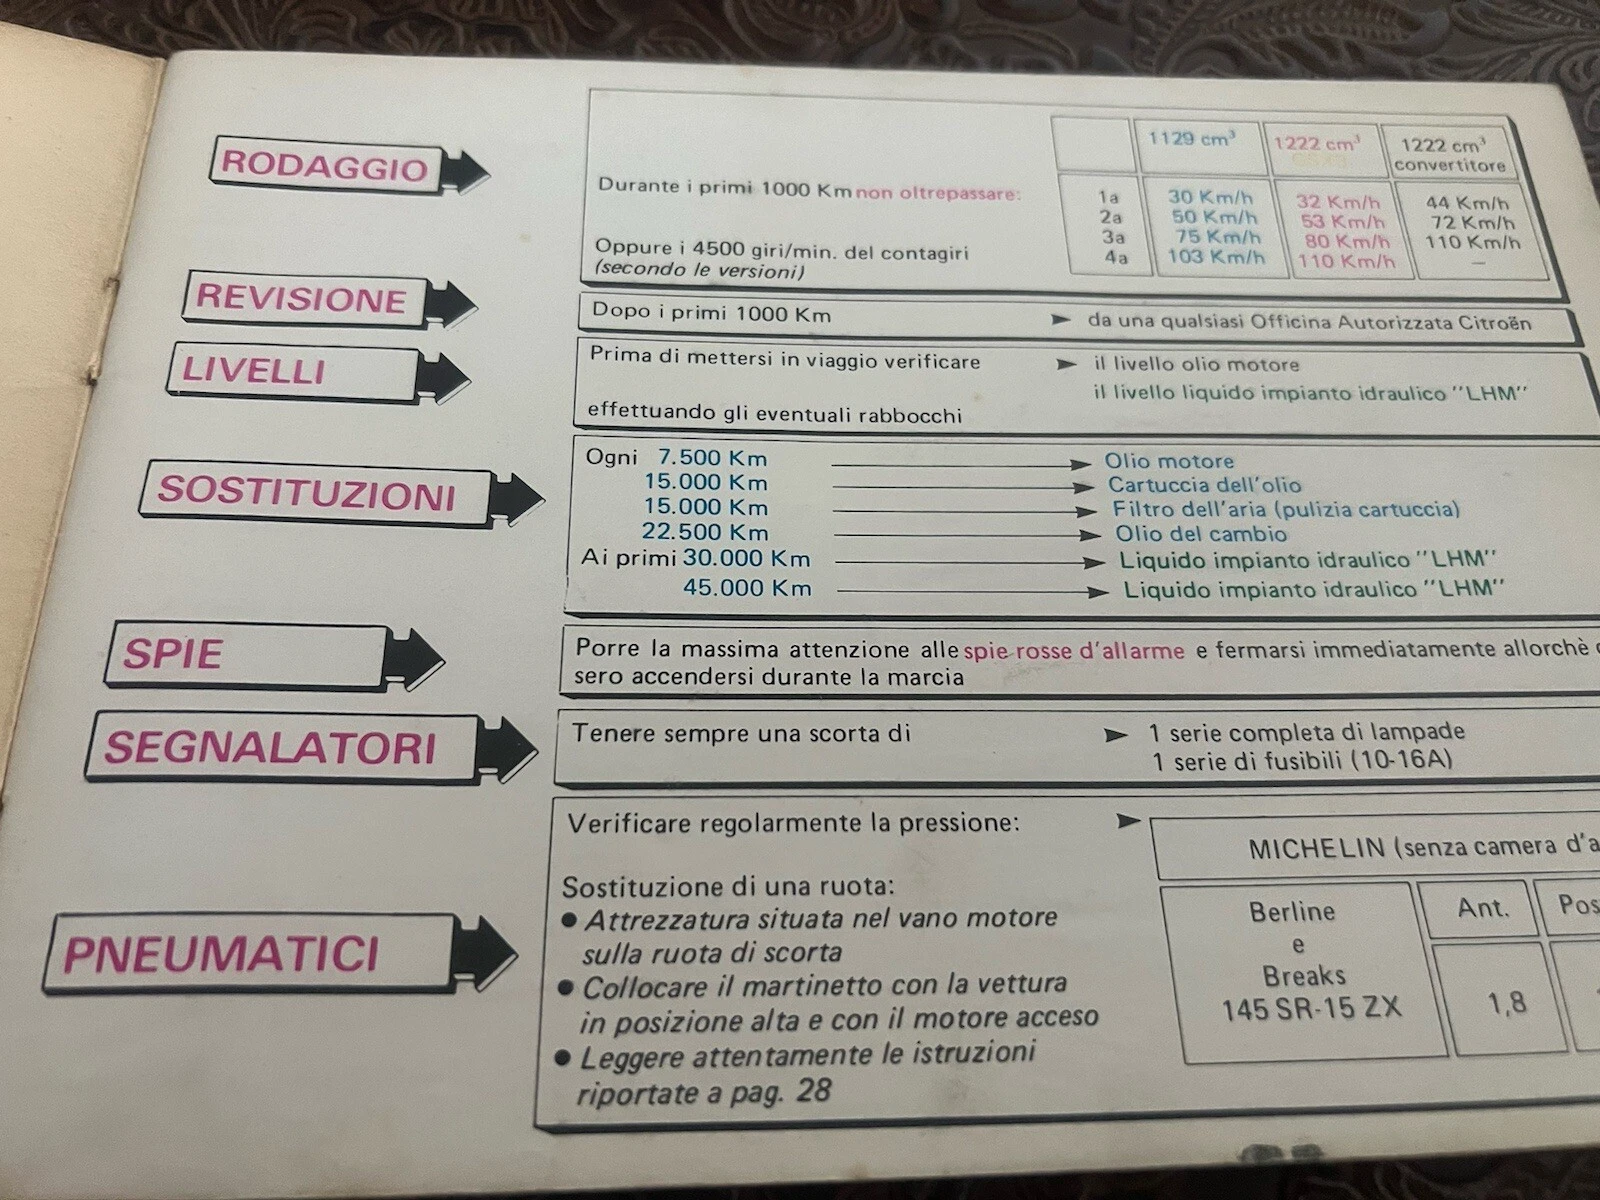 RODAGGIO
1129 cm³ 1222 cm³ 1222 cm³ convertitore
Durante i primi 1000 Km non oltrepassare:
1a 30 Km/h 32 Km/h 44 Km/h
2a 50 Km/h 53 Km/h 72 Km/h
3a 75 Km/h 80 Km/h 110 Km/h
4a 103 Km/h 110 Km/h –
Oppure i 4500 giri/min. del contagiri
(secondo le versioni)
REVISIONE
Dopo i primi 1000 Km da una qualsiasi Officina Autorizzata Citroën
LIVELLI
Prima di mettersi in viaggio verificare il livello olio motore
il livello liquido impianto idraulico "LHM"
effettuando gli eventuali rabbocchi
SOSTITUZIONI
Ogni 7.500 Km Olio motore
15.000 Km Cartuccia dell'olio
15.000 Km Filtro dell'aria (pulizia cartuccia)
22.500 Km Olio del cambio
Ai primi 30.000 Km Liquido impianto idraulico "LHM"
45.000 Km Liquido impianto idraulico "LHM"
SPIE
Porre la massima attenzione alle spie rosse d'allarme e fermarsi immediatamente allorchè
sero accendersi durante la marcia
SEGNALATORI
Tenere sempre una scorta di 1 serie completa di lampade
1 serie di fusibili (10-16A)
PNEUMATICI
Verificare regolarmente la pressione:
MICHELIN (senza camera d'a
Sostituzione di una ruota:
• Attrezzatura situata nel vano motore
sulla ruota di scorta
• Collocare il martinetto con la vettura
in posizione alta e con il motore acceso
• Leggere attentamente le istruzioni
riportate a pag. 28
Berline
e
Breaks
145 SR-15 ZX
Ant. Pos
1,8